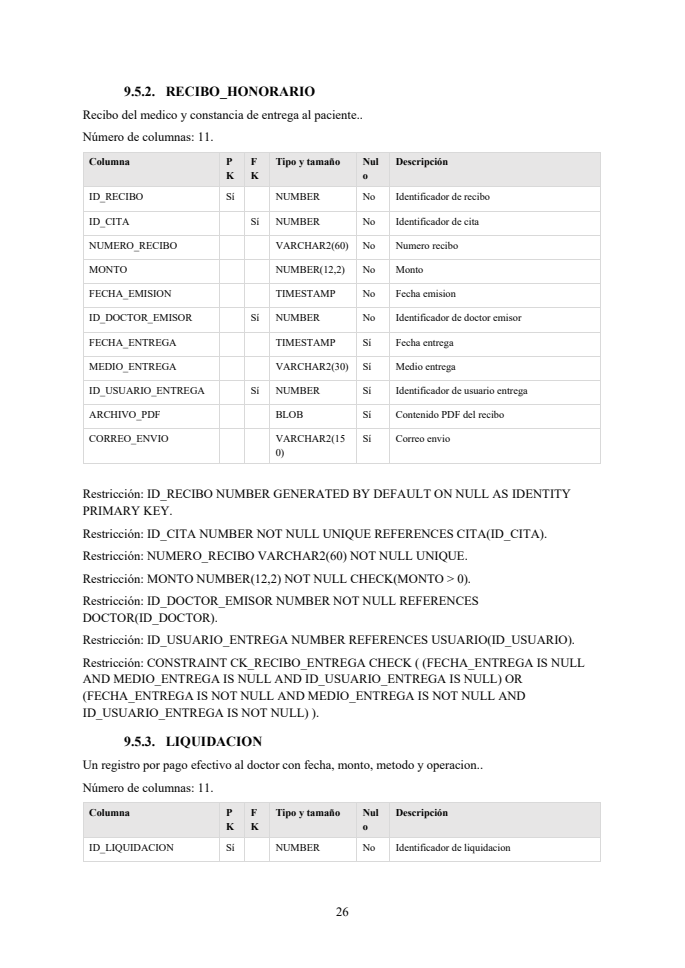 9.5.2. RECIBO_HONORARIO
Recibo del medico y constancia de entrega al paciente..
Número de columnas: 11.
Columna P K F K Tipo y tamaño Nul o Descripción
ID_RECIBO Sí NUMBER No Identificador de recibo
ID_CITA Sí NUMBER No Identificador de cita
NUMERO_RECIBO VARCHAR2(60) No Numero recibo
MONTO NUMBER(12,2) No Monto
FECHA_EMISION TIMESTAMP No Fecha emision
ID_DOCTOR_EMISOR Sí NUMBER No Identificador de doctor emisor
FECHA_ENTREGA TIMESTAMP Sí Fecha entrega
MEDIO_ENTREGA VARCHAR2(30) Sí Medio entrega
ID_USUARIO_ENTREGA Sí NUMBER Sí Identificador de usuario entrega
ARCHIVO_PDF BLOB Sí Contenido PDF del recibo
CORREO_ENVIO VARCHAR2(15 0) Sí Correo envio
Restricción: ID_RECIBO NUMBER GENERATED BY DEFAULT ON NULL AS IDENTITY
PRIMARY KEY.
Restricción: ID_CITA NUMBER NOT NULL UNIQUE REFERENCES CITA(ID_CITA).
Restricción: NUMERO_RECIBO VARCHAR2(60) NOT NULL UNIQUE.
Restricción: MONTO NUMBER(12,2) NOT NULL CHECK(MONTO > 0).
Restricción: ID_DOCTOR_EMISOR NUMBER NOT NULL REFERENCES
DOCTOR(ID_DOCTOR).
Restricción: ID_USUARIO_ENTREGA NUMBER REFERENCES USUARIO(ID_USUARIO).
Restricción: CONSTRAINT CK_RECIBO_ENTREGA CHECK ( (FECHA_ENTREGA IS NULL
AND MEDIO_ENTREGA IS NULL AND ID_USUARIO_ENTREGA IS NULL) OR
(FECHA_ENTREGA IS NOT NULL AND MEDIO_ENTREGA IS NOT NULL AND
ID_USUARIO_ENTREGA IS NOT NULL) ).
9.5.3. LIQUIDACION
Un registro por pago efectivo al doctor con fecha, monto, metodo y operacion..
Número de columnas: 11.
Columna P K F K Tipo y tamaño Nul o Descripción
ID_LIQUIDACION Sí NUMBER No Identificador de liquidacion
26